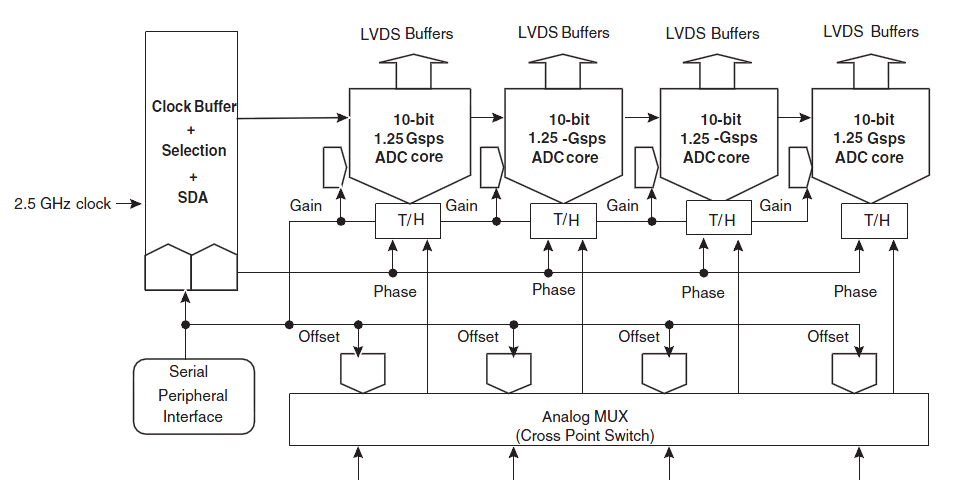 LVDS Buffers
LVDS Buffers
LVDS Buffers
LVDS Buffers
Clock Buffer
+
Selection
+
SDA
10-bit
1.25 Gsps
ADC core
10-bit
1.25 -Gsps
ADC core
10-bit
1.25 -Gsps
ADC core
10-bit
1.25 Gsps
ADC core
2.5 GHz clock
Gain
T/H
Gain
T/H
Gain
T/H
Gain
T/H
Phase
Phase
Phase
Phase
Offset
Offset
Offset
Offset
Serial
Peripheral
Interface
Analog MUX
(Cross Point Switch)